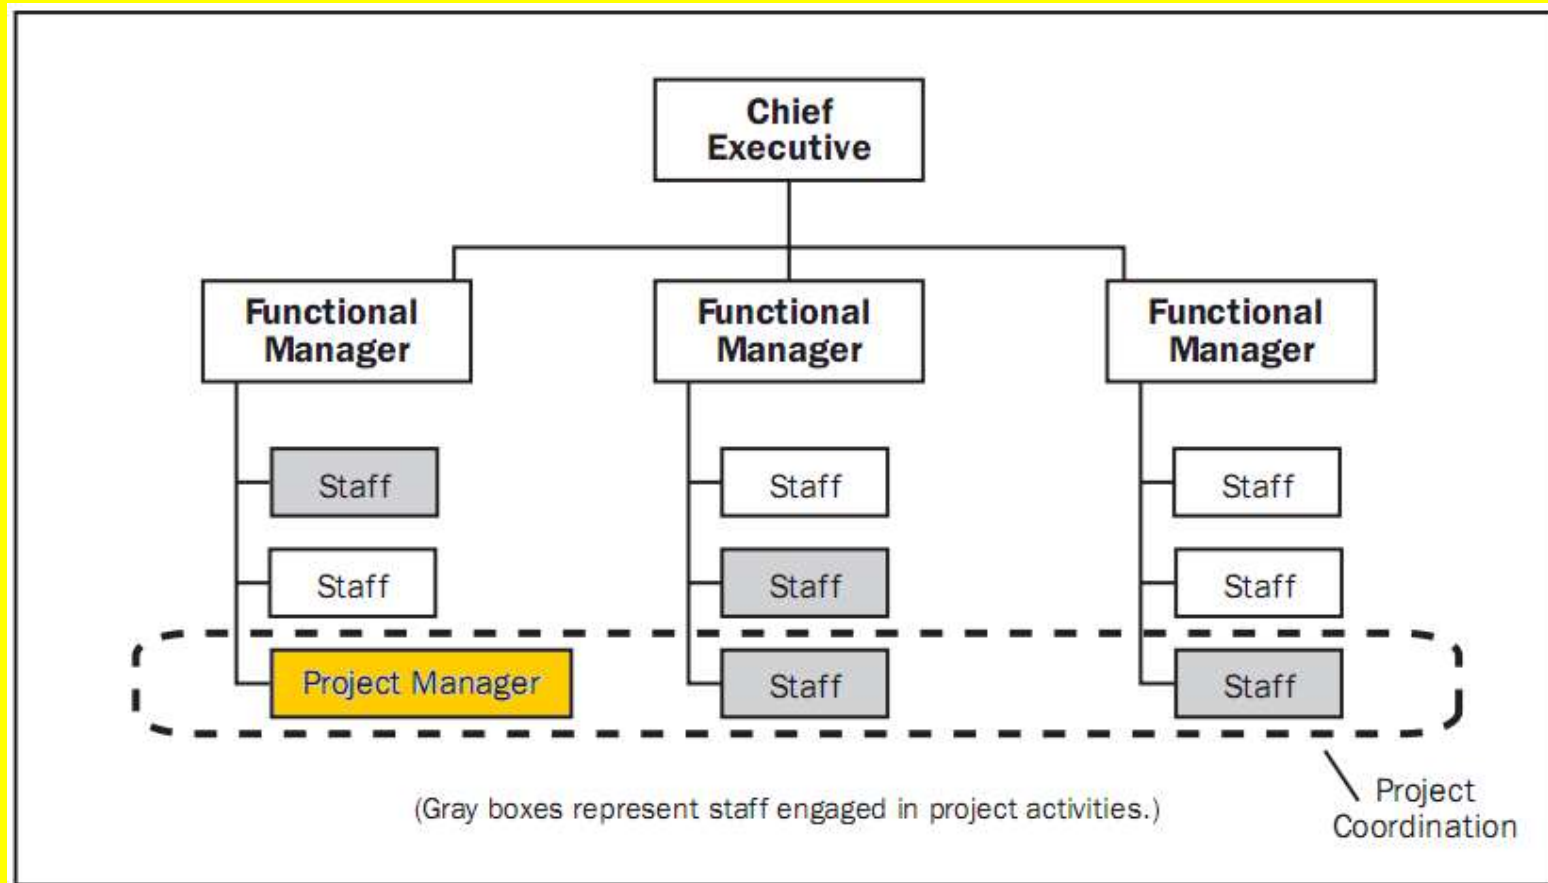 Chief
Executive
Functional
Manager
Functional
Manager
Functional
Manager
Staff
Staff
Staff
Staff
Staff
Staff
Project Manager
Staff
Staff
(Gray boxes represent staff engaged in project activities.)
Project
Coordination